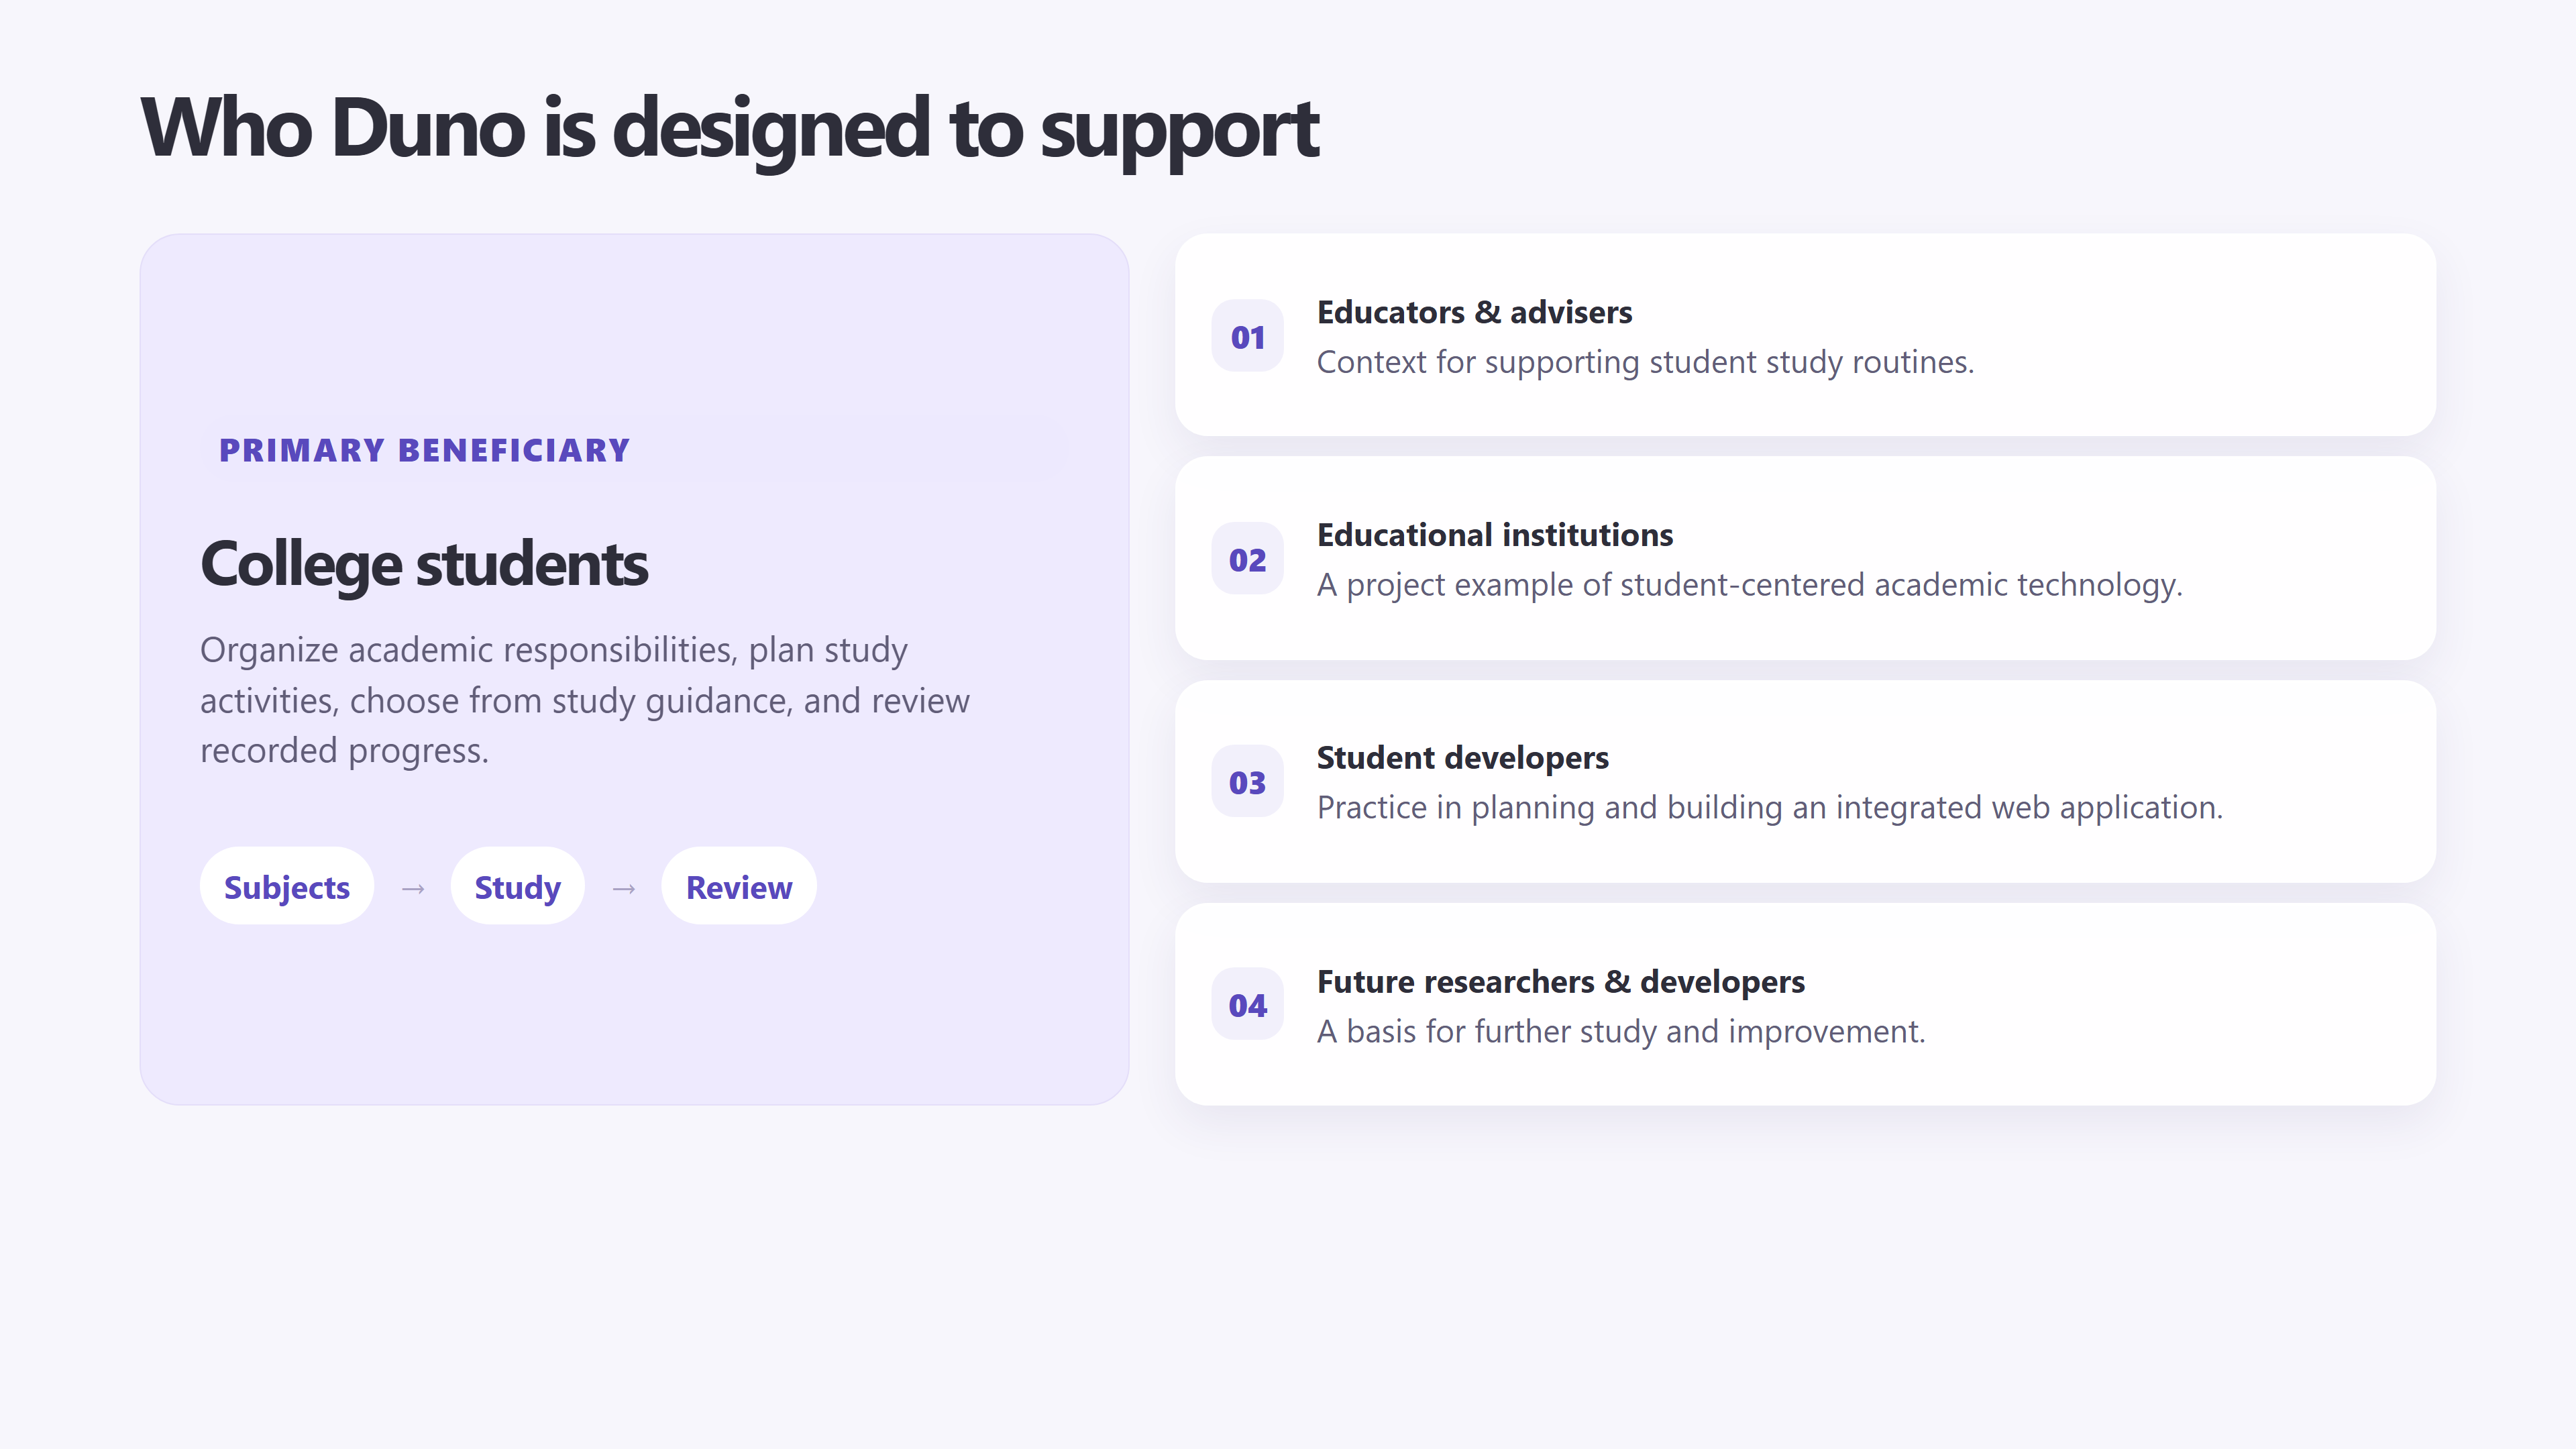 Who Duno is designed to support
PRIMARY BENEFICIARY
College students
Organize academic responsibilities, plan study
activities, choose from study guidance, and review
recorded progress.
Subjects → Study → Review
01
Educators & advisers
Context for supporting student study routines.
02
Educational institutions
A project example of student-centered academic technology.
03
Student developers
Practice in planning and building an integrated web application.
04
Future researchers & developers
A basis for further study and improvement.